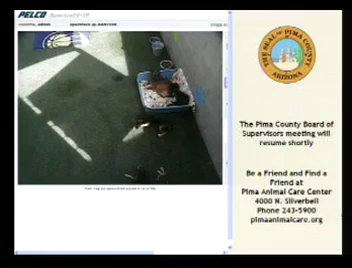 PELCO
THE SEAL OF PIMA COUNTY
ARIZONA
The Pima County Board of
Supervisors meeting will
resume shortly
Be a Friend and Find a
Friend at
Pima Animal Care Center
4000 N. Silverbell
Phone 243-5900
pimaanimalcare.org